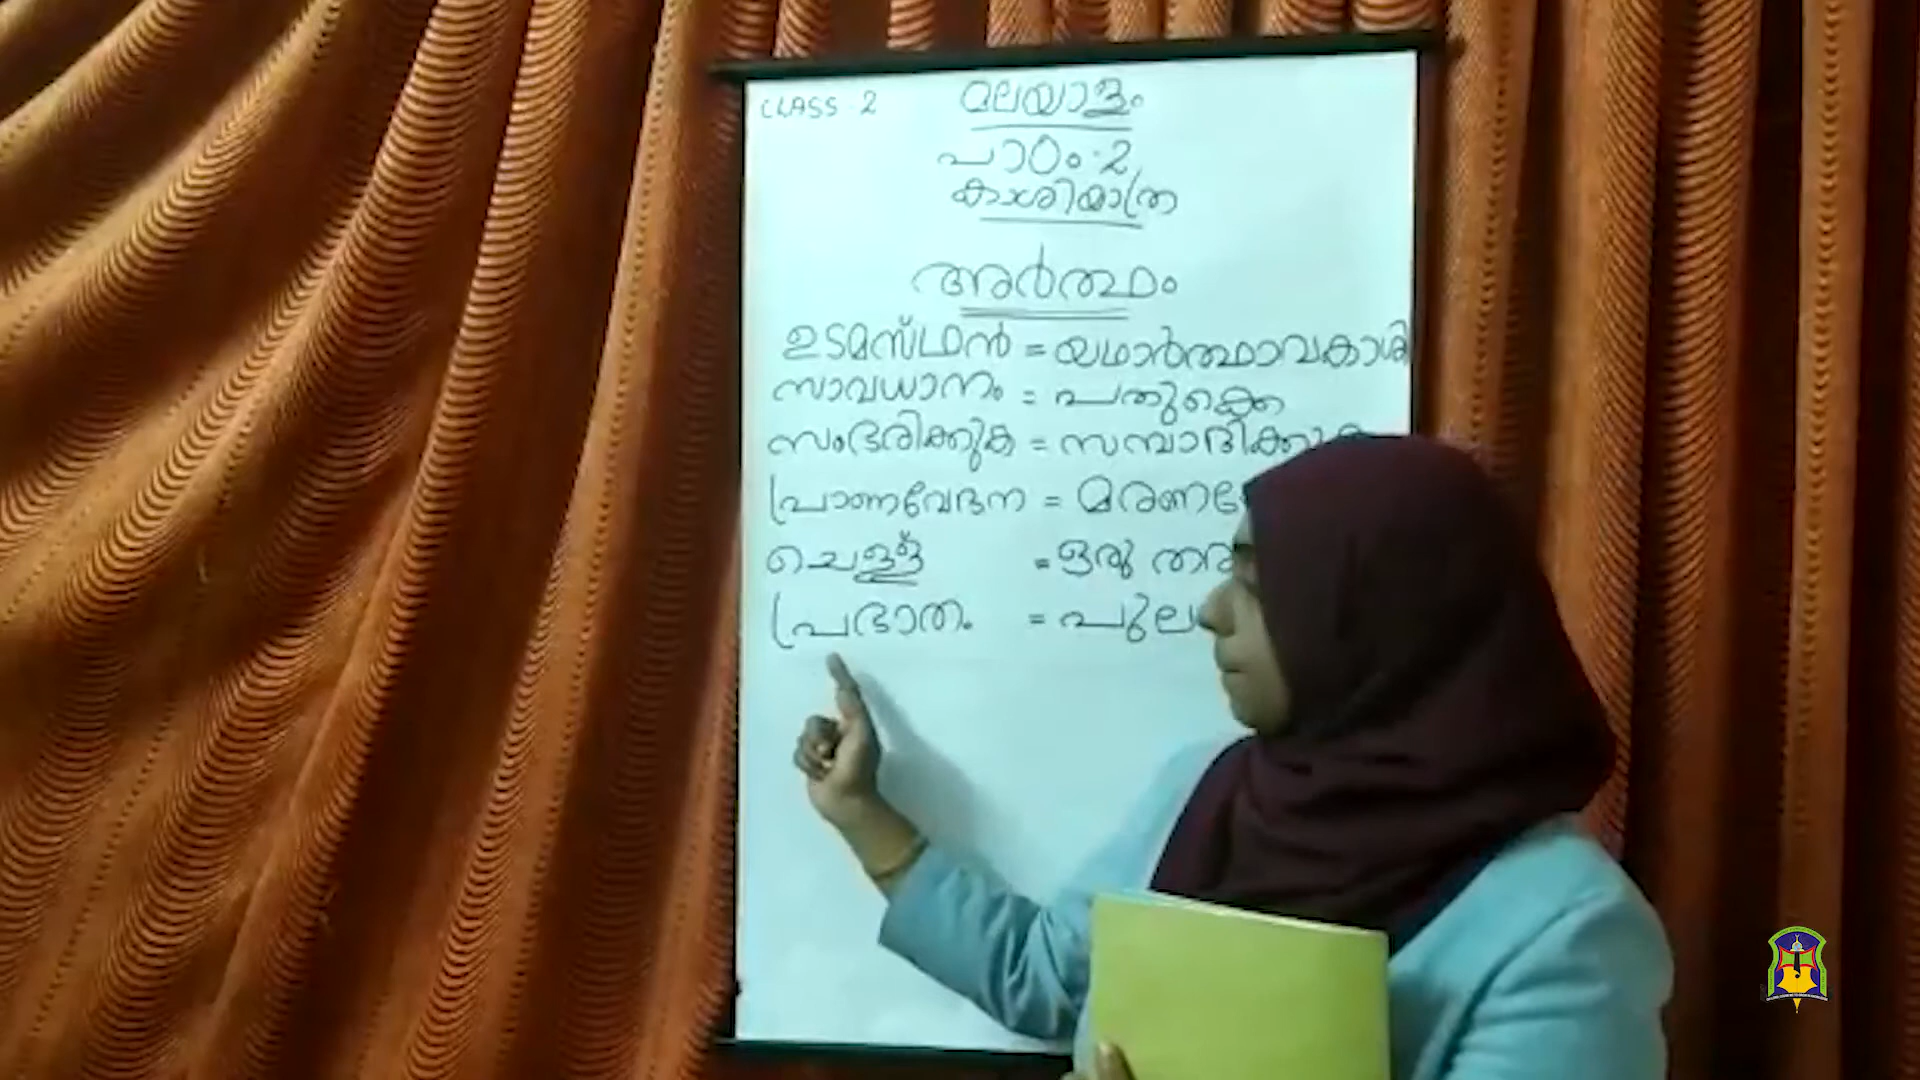 CLASS 2
മലയാളം
പാഠം.2
കാശിയാത്ര
അർത്ഥം
ഉടമസ്ഥൻ = യഥാർത്ഥാവകാശി
സാവധാനം = പതുക്കെ
സംഭരിക്കുക = സമ്പാദിക്കുക
പ്രാണവേദന =
ചെള്ള് = ഒരു
പ്രഭാതം =